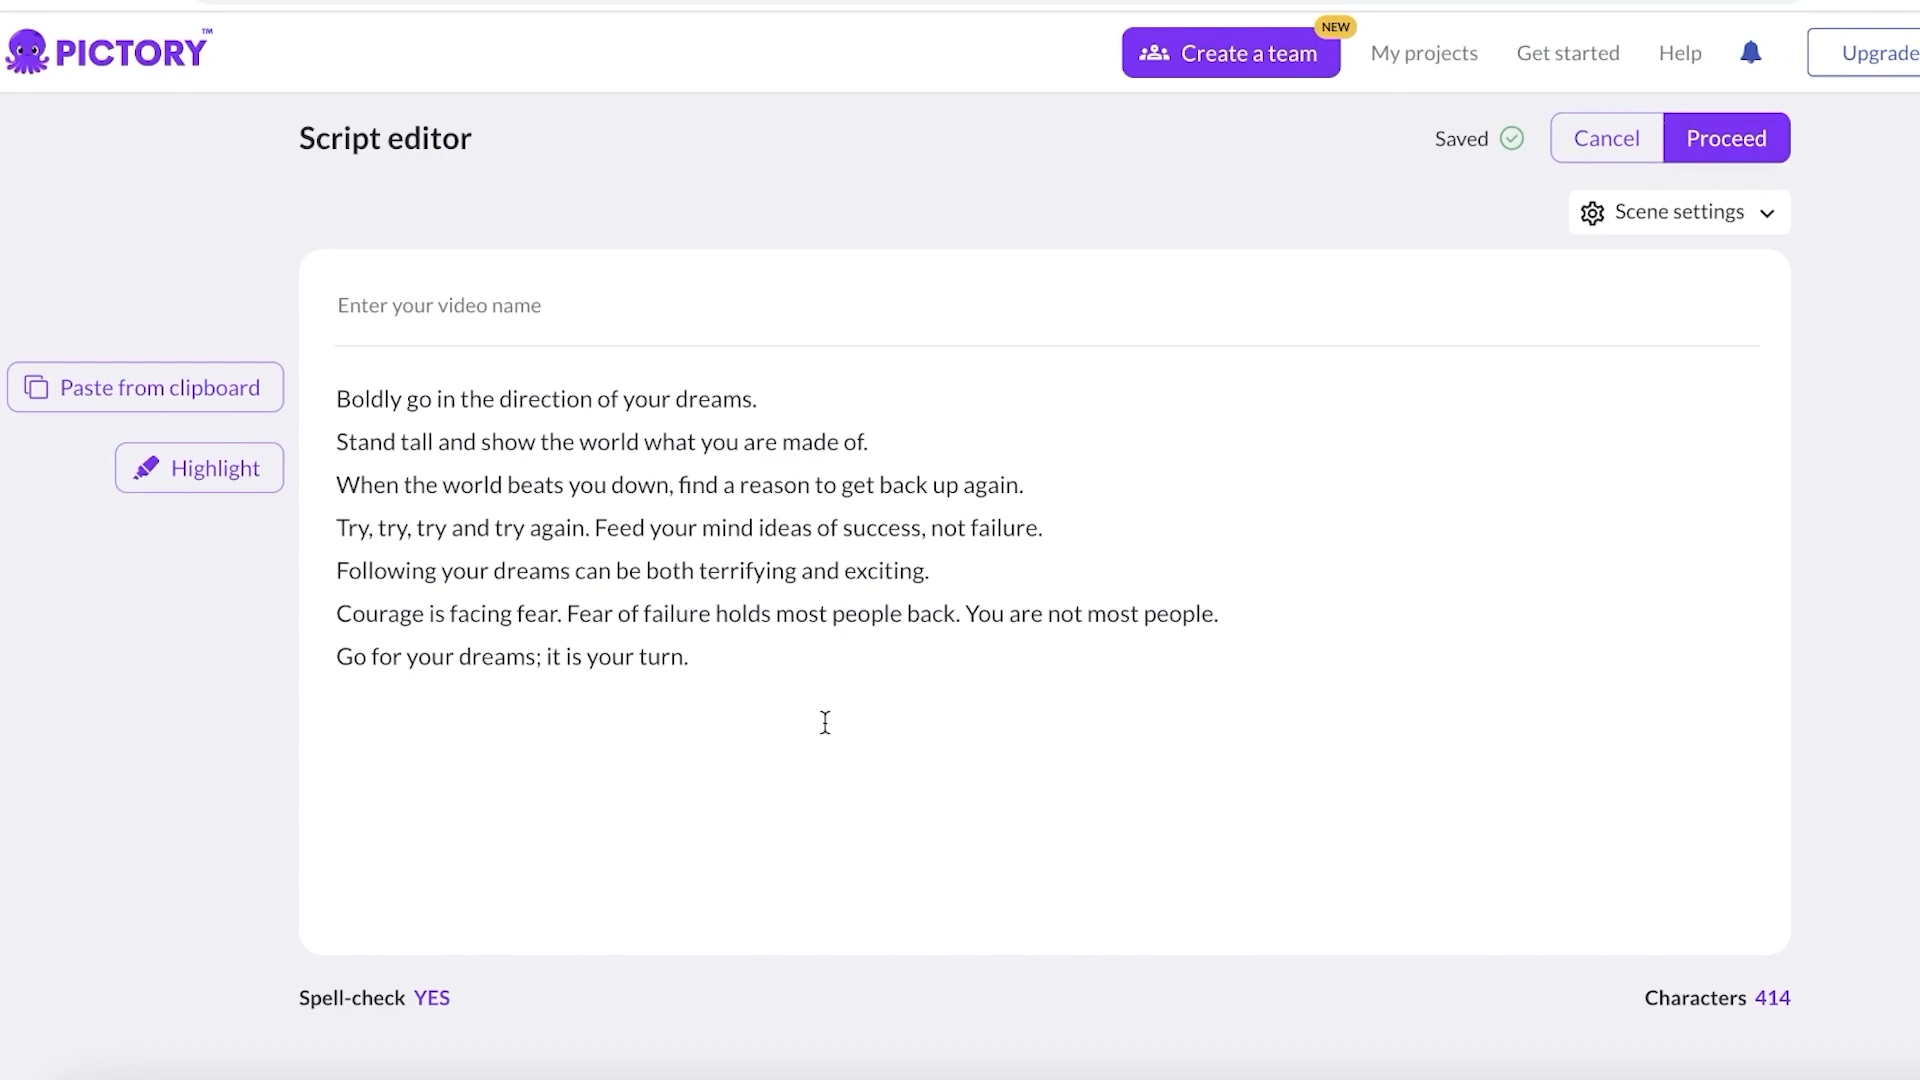 PICTORY™
NEW
Create a team
My projects
Get started
Help
Upgrade
Script editor
Saved
Cancel
Proceed
Scene settings
Enter your video name
Paste from clipboard
Highlight
Boldly go in the direction of your dreams.
Stand tall and show the world what you are made of.
When the world beats you down, find a reason to get back up again.
Try, try, try and try again. Feed your mind ideas of success, not failure.
Following your dreams can be both terrifying and exciting.
Courage is facing fear. Fear of failure holds most people back. You are not most people.
Go for your dreams; it is your turn.
Spell-check YES
Characters 414